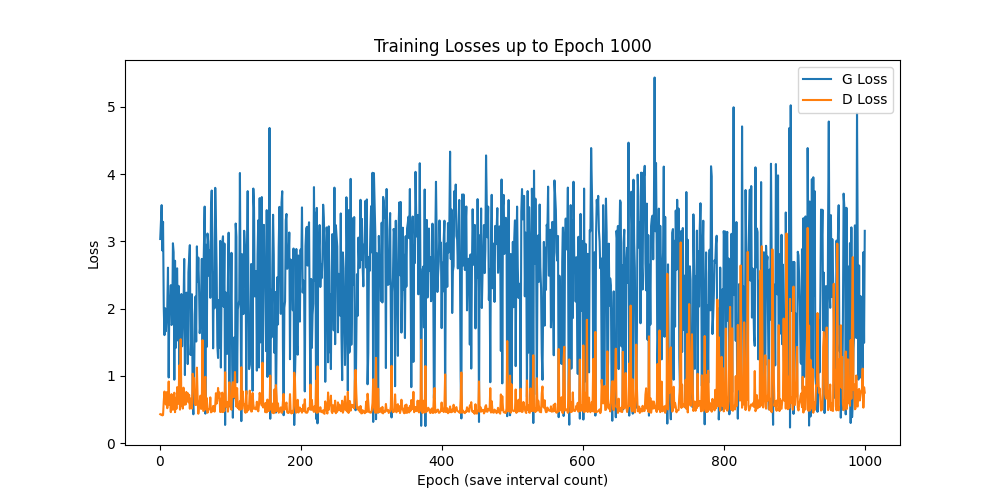 Training Losses up to Epoch 1000
G Loss
D Loss
Loss
5
4
3
2
1
0
0 200 400 600 800 1000
Epoch (save interval count)